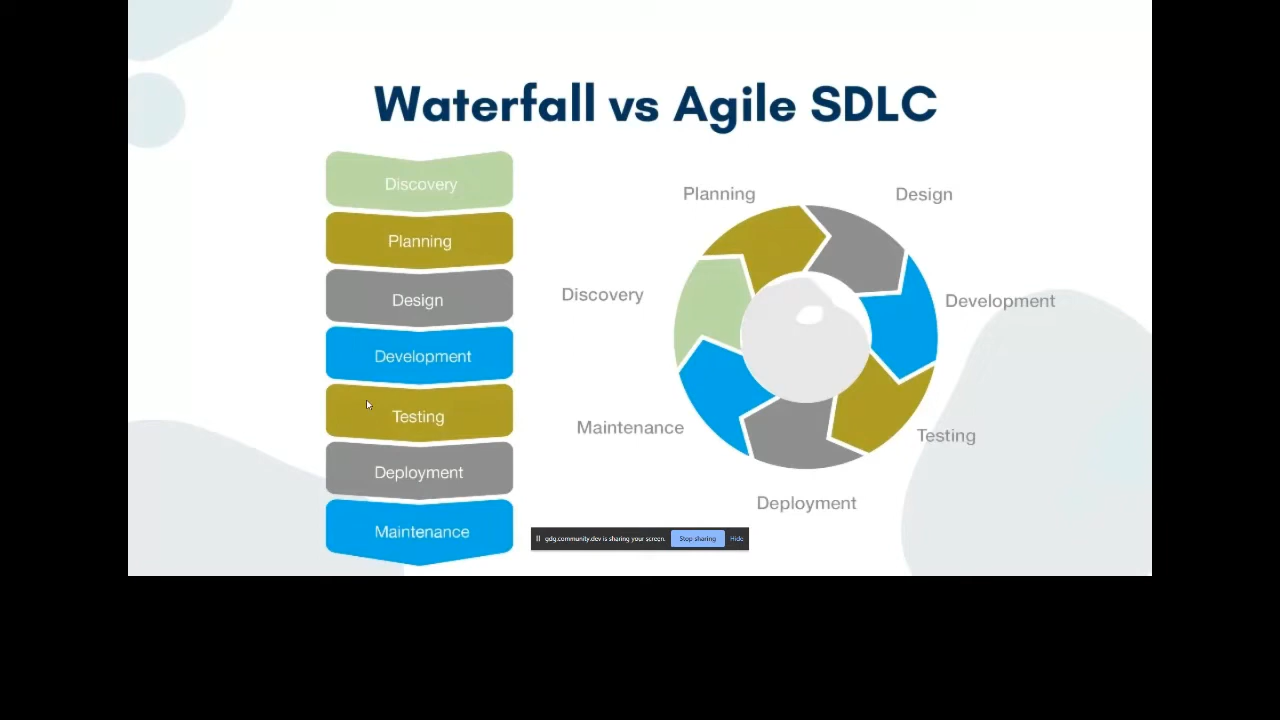 Waterfall vs Agile SDLC
Discovery
Planning
Design
Development
Testing
Deployment
Maintenance
Planning
Design
Discovery
Development
Maintenance
Testing
Deployment
gdg.community.dev is sharing your screen.
Stop sharing
Hide